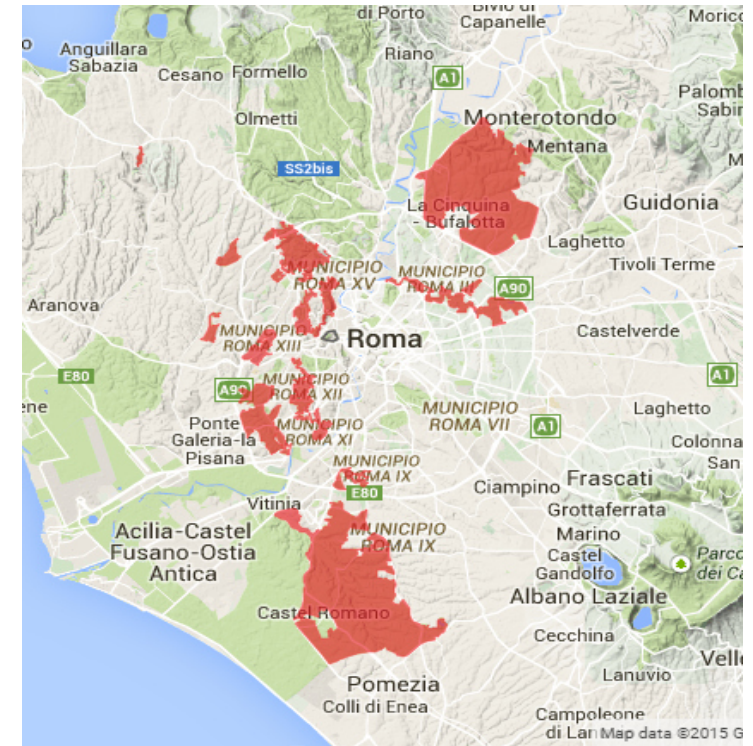 di Porto
Capanelle
Moric
Anguillara
Sabazia
Cesano
Formello
Riano
A1
Olmetti
Monterotondo
Mentana
Palomb
Sabin
SS2bis
M
Guidonia
La Cinquina
- Bufalotta
Laghetto
Tivoli Terme
MUNICIPIO
ROMA XV
MUNICIPIO
ROMA III
A90
Aranova
MUNICIPIO
ROMA XIII
Roma
Castelverde
E80
A90
MUNICIPIO
ROMA XII
A1
ene
Ponte
Galeria-la
Pisana
MUNICIPIO
ROMA XI
MUNICIPIO
ROMA VII
A1
Laghetto
Colonna
San
MUNICIPIO
ROMA IX
E80
Ciampino
Frascati
Grottaferrata
Vitinia
Acilia-Castel
Fusano-Ostia
Antica
MUNICIPIO
ROMA IX
Marino
Castel
Gandolfo
Parco
dei Ca
Albano Laziale
Castel Romano
Cecchina
Velle
Lanuvio
Pomezia
Colli di Enea
Campoleone
di Lan
Map data ©2015 G